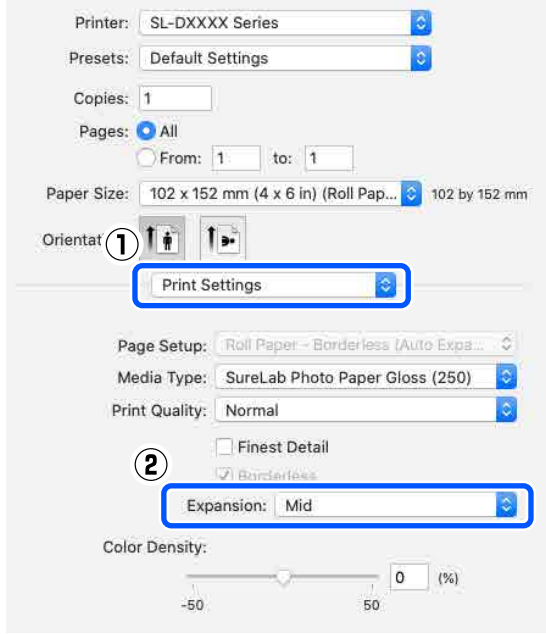 Printer: SL-DXXXX Series
Presets: Default Settings
Copies: 1
Pages: All
From: 1 to: 1
Paper Size: 102 x 152 mm (4 x 6 in) (Roll Pap... 102 by 152 mm
Orientat 1
Print Settings
Page Setup: Roll Paper - Borderless (Auto Expa...
Media Type: SureLab Photo Paper Gloss (250)
Print Quality: Normal
Finest Detail
2
Borderless
Expansion: Mid
Color Density:
0 (%)
-50 50